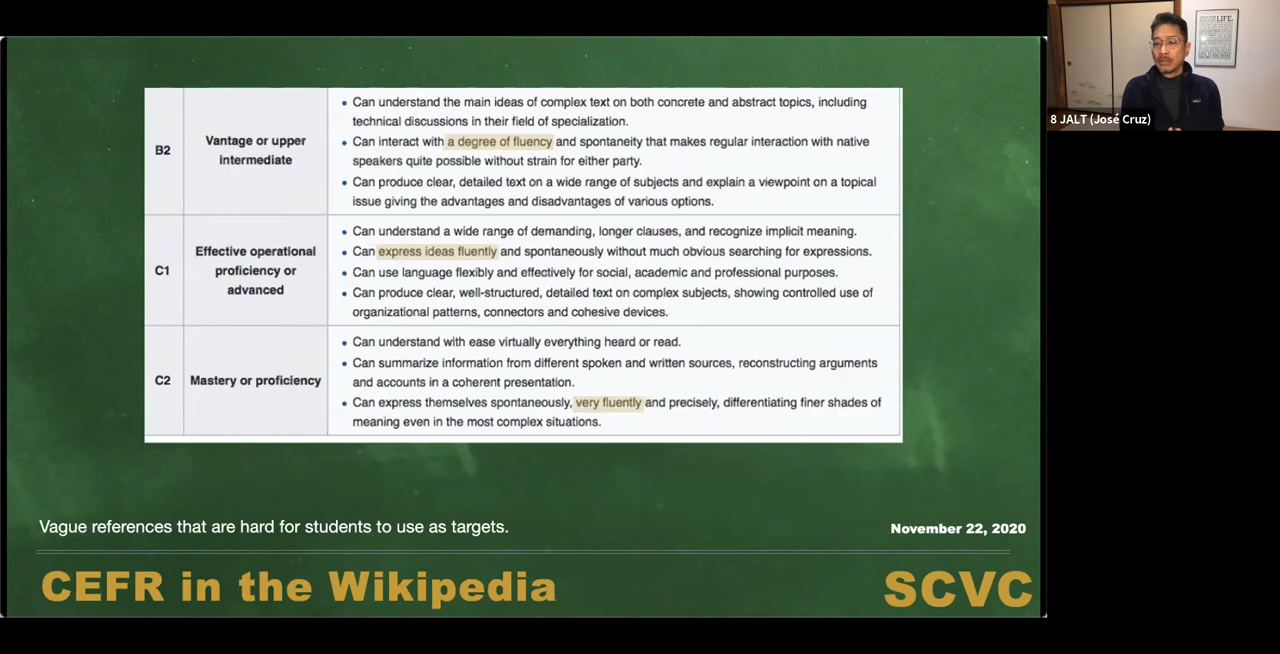 B2
Vantage or upper
intermediate
• Can understand the main ideas of complex text on both concrete and abstract topics, including
technical discussions in their field of specialization.
• Can interact with a degree of fluency and spontaneity that makes regular interaction with native
speakers quite possible without strain for either party.
• Can produce clear, detailed text on a wide range of subjects and explain a viewpoint on a topical
issue giving the advantages and disadvantages of various options.
C1
Effective operational
proficiency or
advanced
• Can understand a wide range of demanding, longer clauses, and recognize implicit meaning.
• Can express ideas fluently and spontaneously without much obvious searching for expressions.
• Can use language flexibly and effectively for social, academic and professional purposes.
• Can produce clear, well-structured, detailed text on complex subjects, showing controlled use of
organizational patterns, connectors and cohesive devices.
C2
Mastery or proficiency
• Can understand with ease virtually everything heard or read.
• Can summarize information from different spoken and written sources, reconstructing arguments
and accounts in a coherent presentation.
• Can express themselves spontaneously, very fluently and precisely, differentiating finer shades of
meaning even in the most complex situations.
Vague references that are hard for students to use as targets.
November 22, 2020
CEFR in the Wikipedia
SCVC
LIFE.
8 JALT (José Cruz)